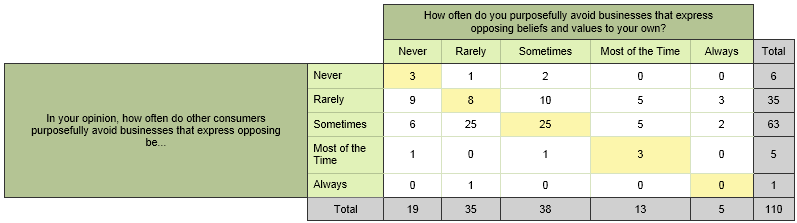 How often do you purposefully avoid businesses that express
opposing beliefs and values to your own?
Never Rarely Sometimes Most of the Time Always Total
In your opinion, how often do other consumers
purposefully avoid businesses that express opposing
be...
Never 3 1 2 0 0 6
Rarely 9 8 10 5 3 35
Sometimes 6 25 25 5 2 63
Most of the
Time 1 0 1 3 0 5
Always 0 1 0 0 0 1
Total 19 35 38 13 5 110